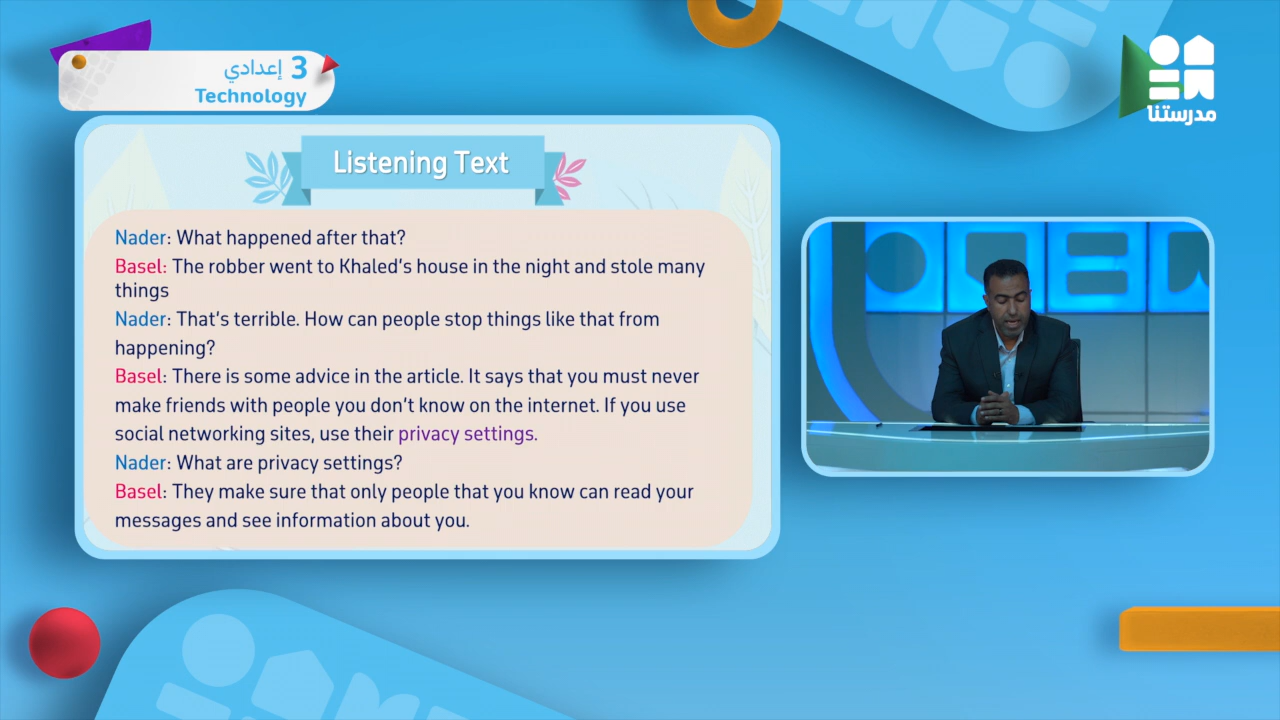 3 إعدادي
Technology
مدرستنا
Listening Text
Nader: What happened after that?
Basel: The robber went to Khaled's house in the night and stole many
things
Nader: That's terrible. How can people stop things like that from
happening?
Basel: There is some advice in the article. It says that you must never
make friends with people you don't know on the internet. If you use
social networking sites, use their privacy settings.
Nader: What are privacy settings?
Basel: They make sure that only people that you know can read your
messages and see information about you.